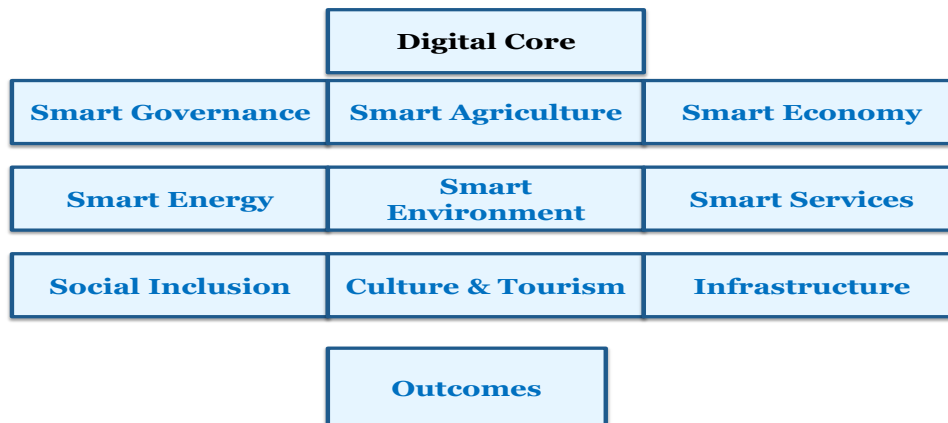 Digital Core
Smart Governance
Smart Agriculture
Smart Economy
Smart Energy
Smart
Environment
Smart Services
Social Inclusion
Culture & Tourism
Infrastructure
Outcomes